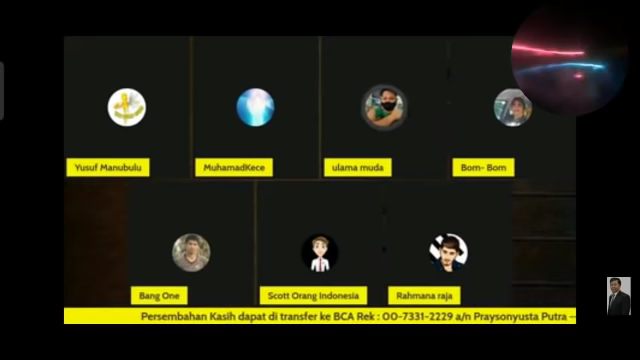 Yusuf Manubulu
MuhamadKece
ulama muda
Bom- Bom
Bang One
Scott Orang Indonesia
Rahmana raja
Persembahan Kasih dapat di transfer ke BCA Rek : 00-7331-2229 a/n Praysonyusta Putra --